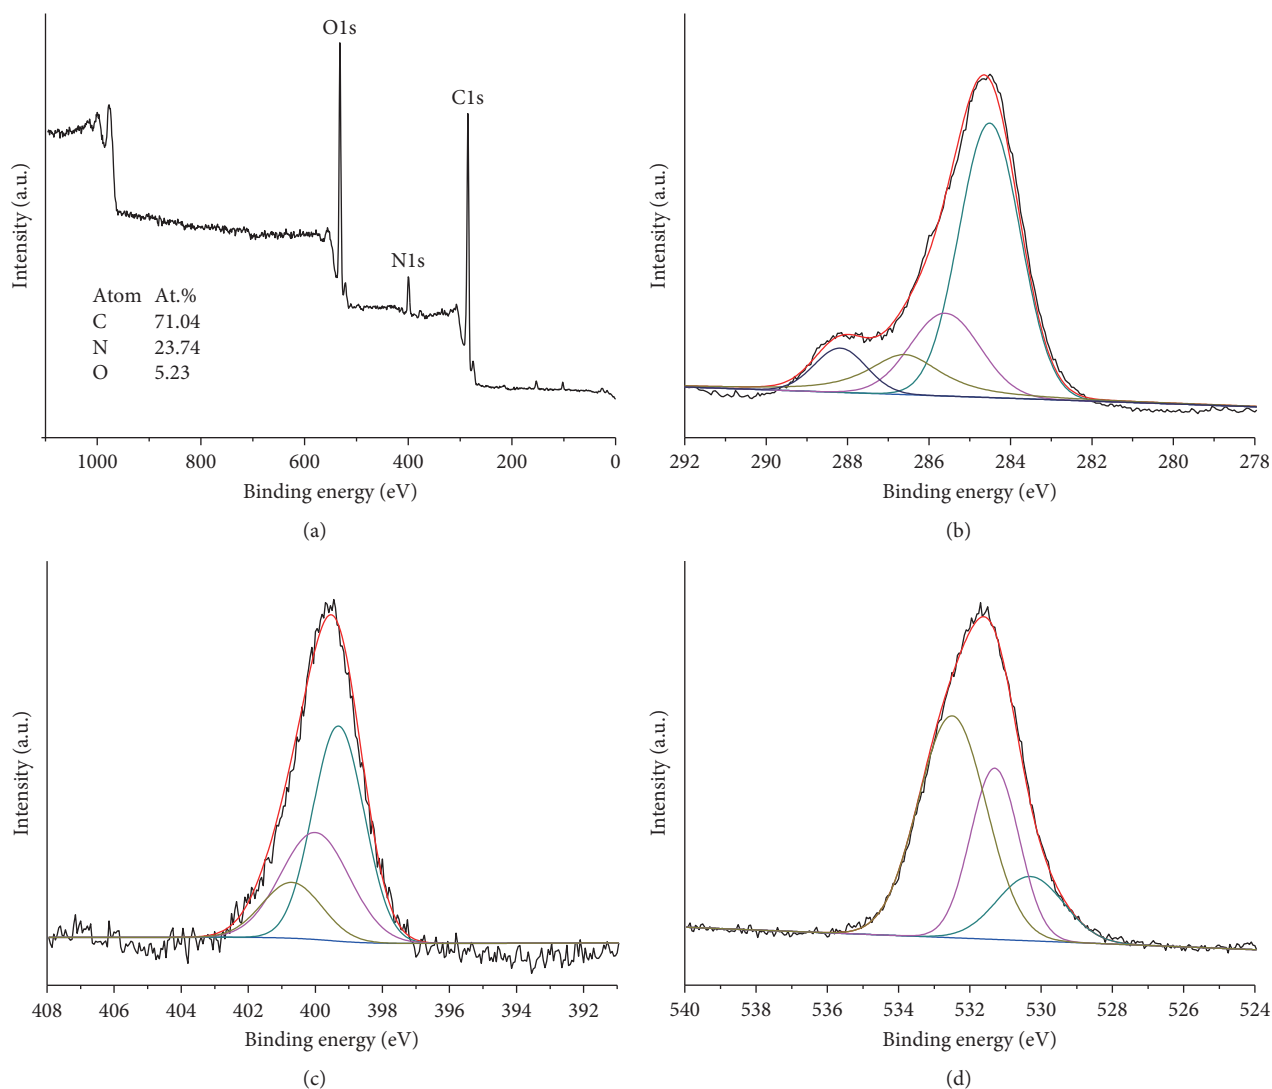 O1s
C1s
N1s
Atom At.%
C 71.04
N 23.74
O 5.23
Intensity (a.u.)
1000 800 600 400 200 0
Binding energy (eV)
(a)
Intensity (a.u.)
292 290 288 286 284 282 280 278
Binding energy (eV)
(b)
Intensity (a.u.)
408 406 404 402 400 398 396 394 392
Binding energy (eV)
(c)
Intensity (a.u.)
540 538 536 534 532 530 528 526 524
Binding energy (eV)
(d)